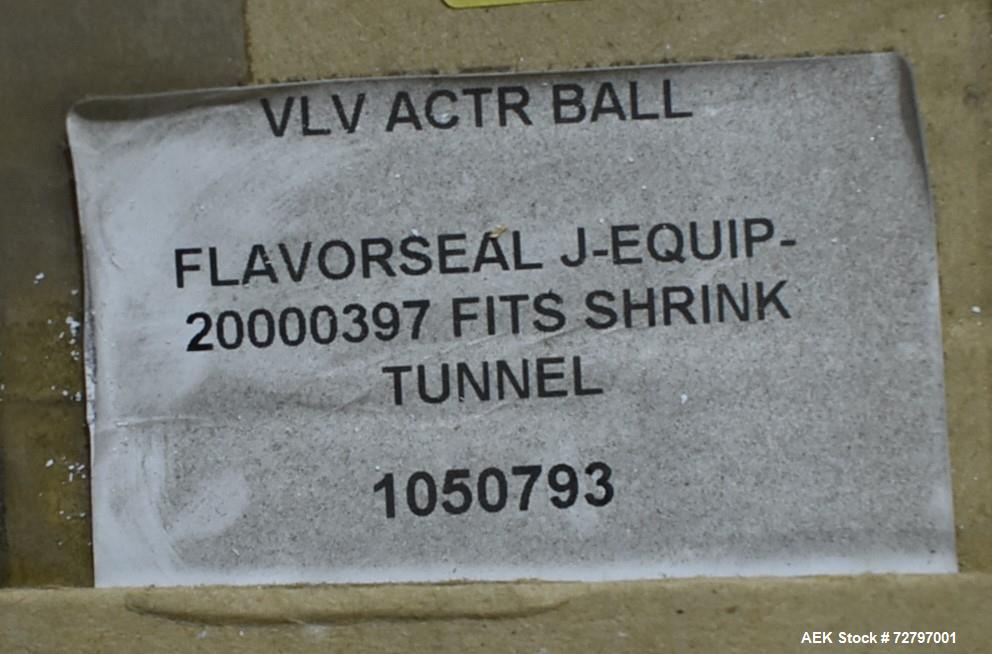 VLV ACTR BALL
FLAVORSEAL J-EQUIP-
20000397 FITS SHRINK
TUNNEL
1050793
AEK Stock # 72797001